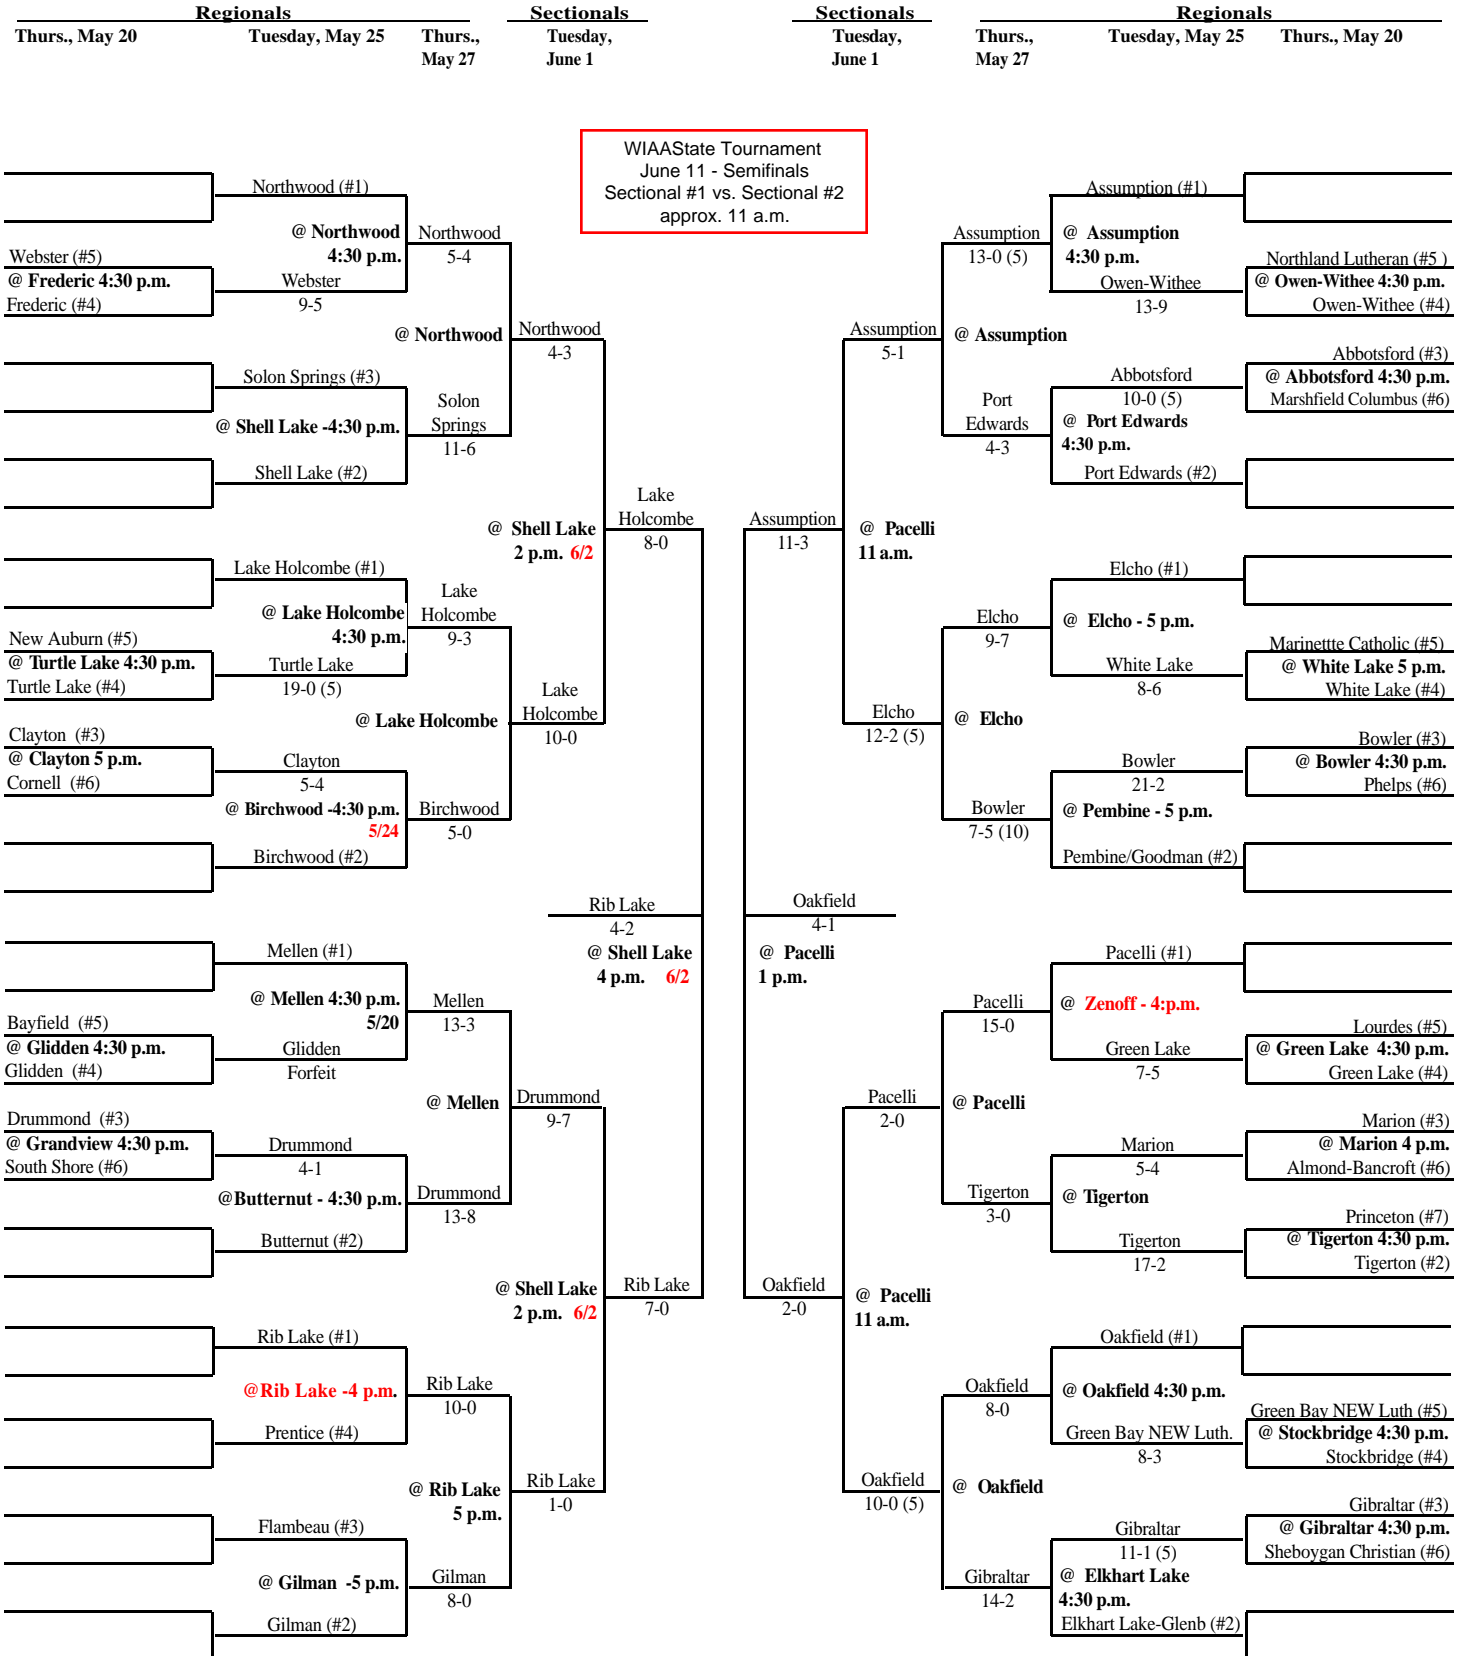 Regionals
Sectionals
Sectionals
Regionals
Thurs., May 20
Tuesday, May 25
Thurs.,
May 27
Tuesday,
June 1
Tuesday,
June 1
Thurs.,
May 27
Tuesday, May 25
Thurs., May 20
WIAAState Tournament
June 11 - Semifinals
Sectional #1 vs. Sectional #2
approx. 11 a.m.
Northwood (#1)
@ Northwood
4:30 p.m.
Northwood
5-4
Webster (#5)
@ Frederic 4:30 p.m.
Frederic (#4)
Webster
9-5
@ Northwood
Northwood
4-3
Solon Springs (#3)
@ Shell Lake -4:30 p.m.
Solon
Springs
11-6
Shell Lake (#2)
@ Shell Lake
2 p.m. 6/2
Lake
Holcombe
8-0
Lake Holcombe (#1)
@ Lake Holcombe
4:30 p.m.
Lake
Holcombe
9-3
New Auburn (#5)
@ Turtle Lake 4:30 p.m.
Turtle Lake (#4)
Turtle Lake
19-0 (5)
@ Lake Holcombe
Lake
Holcombe
10-0
Clayton (#3)
@ Clayton 5 p.m.
Cornell (#6)
Clayton
5-4
@ Birchwood -4:30 p.m.
5/24
Birchwood
5-0
Birchwood (#2)
Rib Lake
4-2
@ Shell Lake
4 p.m. 6/2
Mellen (#1)
@ Mellen 4:30 p.m.
5/20
Mellen
13-3
Bayfield (#5)
@ Glidden 4:30 p.m.
Glidden (#4)
Glidden
Forfeit
@ Mellen
Drummond
9-7
Drummond (#3)
@ Grandview 4:30 p.m.
South Shore (#6)
Drummond
4-1
@Butternut - 4:30 p.m.
Drummond
13-8
Butternut (#2)
@ Shell Lake
2 p.m. 6/2
Rib Lake
7-0
Rib Lake (#1)
@Rib Lake -4 p.m.
Rib Lake
10-0
Prentice (#4)
@ Rib Lake
5 p.m.
Rib Lake
1-0
Flambeau (#3)
@ Gilman -5 p.m.
Gilman
8-0
Gilman (#2)
Assumption (#1)
Assumption
13-0 (5)
@ Assumption
4:30 p.m.
Northland Lutheran (#5 )
@ Owen-Withee 4:30 p.m.
Owen-Withee (#4)
Owen-Withee
13-9
Assumption
5-1
@ Assumption
Abbotsford (#3)
@ Abbotsford 4:30 p.m.
Marshfield Columbus (#6)
Abbotsford
10-0 (5)
Port
Edwards
4-3
@ Port Edwards
4:30 p.m.
Port Edwards (#2)
Assumption
11-3
@ Pacelli
11 a.m.
Elcho (#1)
Elcho
9-7
@ Elcho - 5 p.m.
Marinettte Catholic (#5)
@ White Lake 5 p.m.
White Lake (#4)
White Lake
8-6
Elcho
12-2 (5)
@ Elcho
Bowler (#3)
@ Bowler 4:30 p.m.
Phelps (#6)
Bowler
21-2
Bowler
7-5 (10)
@ Pembine - 5 p.m.
Pembine/Goodman (#2)
Oakfield
4-1
@ Pacelli
1 p.m.
Pacelli (#1)
Pacelli
15-0
@ Zenoff - 4:p.m.
Lourdes (#5)
@ Green Lake 4:30 p.m.
Green Lake (#4)
Green Lake
7-5
Pacelli
2-0
@ Pacelli
Marion (#3)
@ Marion 4 p.m.
Almond-Bancroft (#6)
Marion
5-4
Tigerton
3-0
@ Tigerton
Princeton (#7)
@ Tigerton 4:30 p.m.
Tigerton (#2)
Tigerton
17-2
Oakfield
2-0
@ Pacelli
11 a.m.
Oakfield (#1)
Oakfield
8-0
@ Oakfield 4:30 p.m.
Green Bay NEW Luth (#5)
@ Stockbridge 4:30 p.m.
Stockbridge (#4)
Green Bay NEW Luth.
8-3
Oakfield
10-0 (5)
@ Oakfield
Gibraltar (#3)
@ Gibraltar 4:30 p.m.
Sheboygan Christian (#6)
Gibraltar
11-1 (5)
Gibraltar
14-2
@ Elkhart Lake
4:30 p.m.
Elkhart Lake-Glenb (#2)